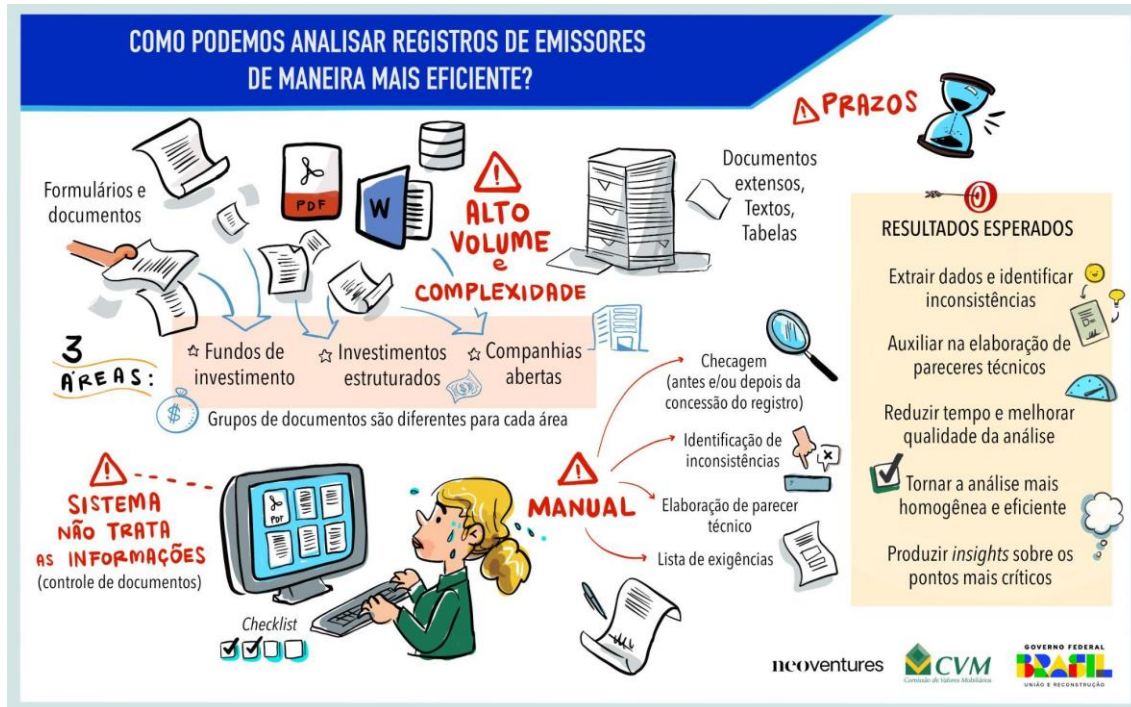 COMO PODEMOS ANALISAR REGISTROS DE EMISSORES
DE MANEIRA MAIS EFICIENTE?
PRAZOS
Formulários e
documentos
PDF
W
ALTO
VOLUME
e
COMPLEXIDADE
Documentos
extensos,
Textos,
Tabelas
3
ÁREAS:
Fundos de
investimento
Investimentos
estruturados
Companhias
abertas
$
Grupos de documentos são diferentes para cada área
SISTEMA
NÃO TRATA
AS INFORMAÇÕES
(controle de documentos)
PDF
Checklist
MANUAL
Checagem
(antes e/ou depois da
concessão do registro)
Identificação de
inconsistências
Elaboração de parecer
técnico
Lista de exigências
RESULTADOS ESPERADOS
Extrair dados e identificar
inconsistências
Auxiliar na elaboração de
pareceres técnicos
Reduzir tempo e melhorar
qualidade da análise
Tornar a análise mais
homogênea e eficiente
Produzir insights sobre os
pontos mais críticos
neoventures
CVM
Comissão de Valores Mobiliários
GOVERNO FEDERAL
BRASIL
UNIÃO E RECONSTRUÇÃO